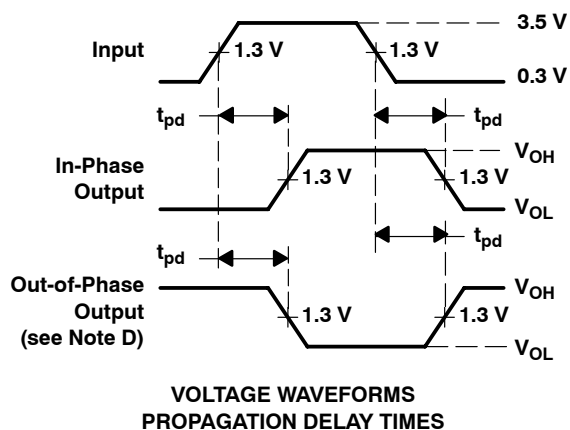 3.5 V
Input
1.3 V
1.3 V
0.3 V
tpd
tpd
VOH
In-Phase
Output
1.3 V
1.3 V
VOL
tpd
tpd
Out-of-Phase
Output
(see Note D)
VOH
1.3 V
1.3 V
VOL
VOLTAGE WAVEFORMS
PROPAGATION DELAY TIMES